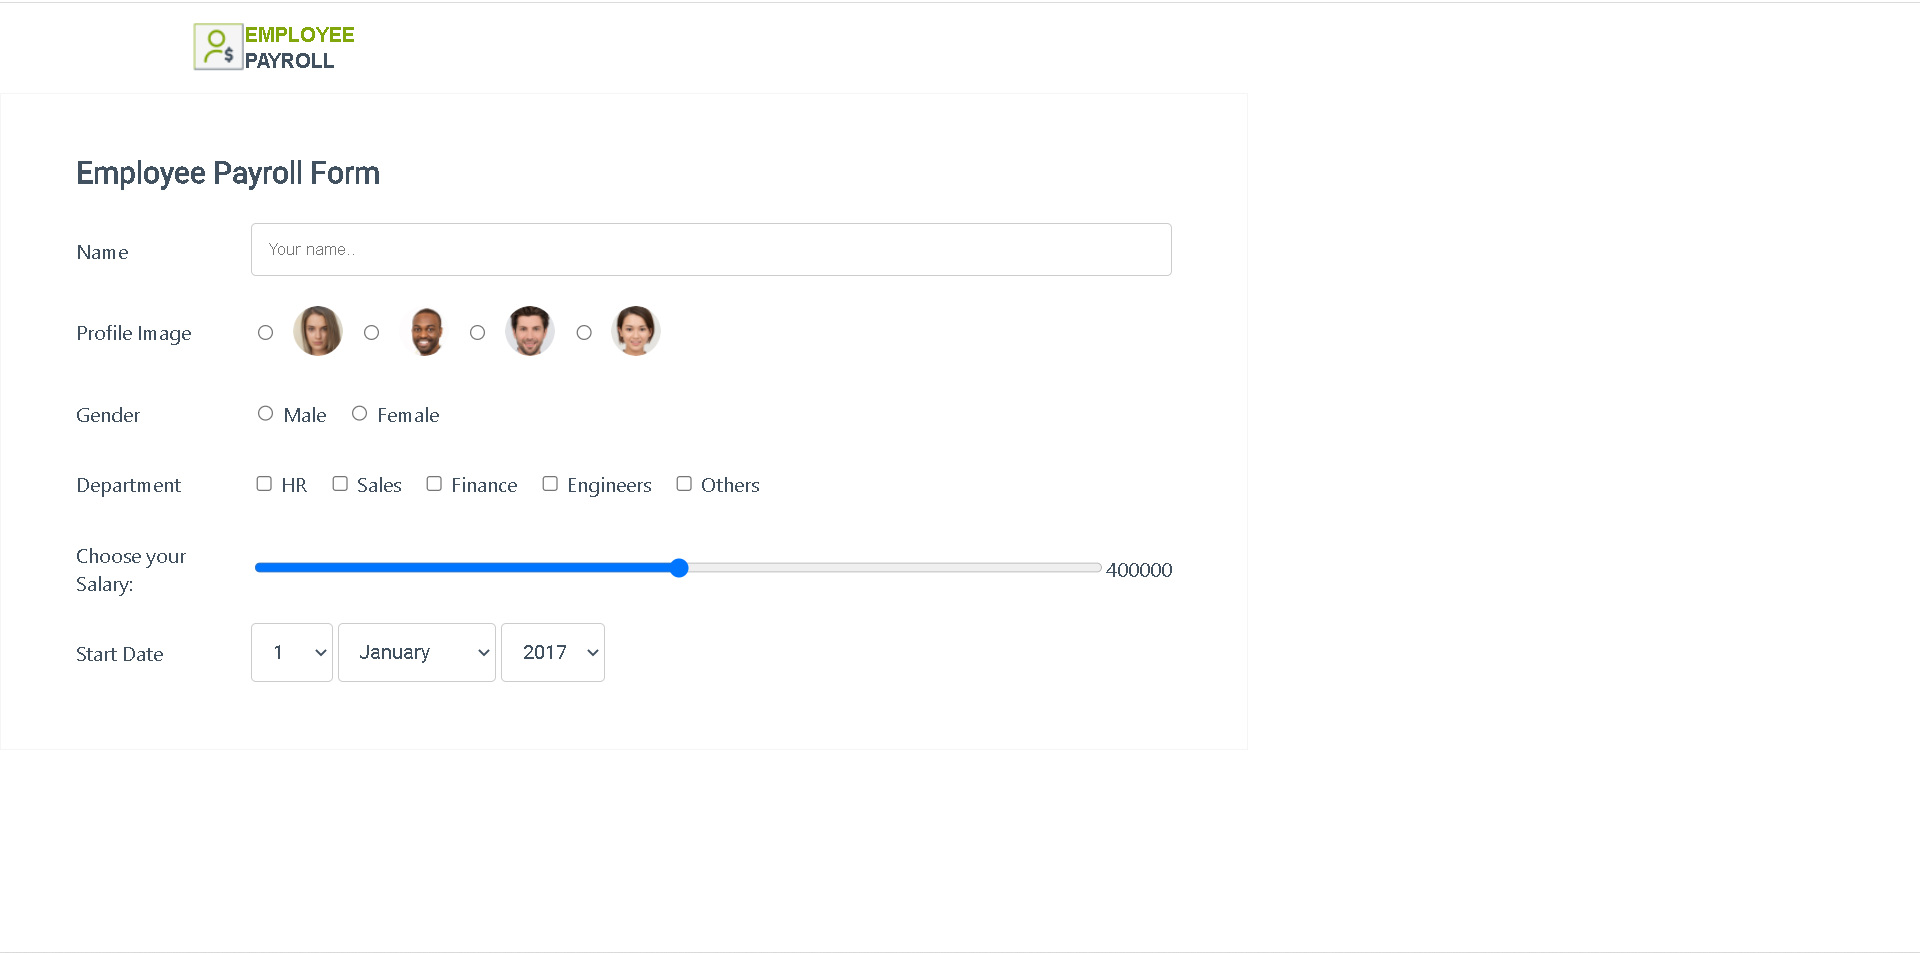 EMPLOYEE
PAYROLL
Employee Payroll Form
Name
Your name..
Profile Image
Gender
Male Female
Department
HR Sales Finance Engineers Others
Choose your
Salary:
400000
Start Date
1 January 2017